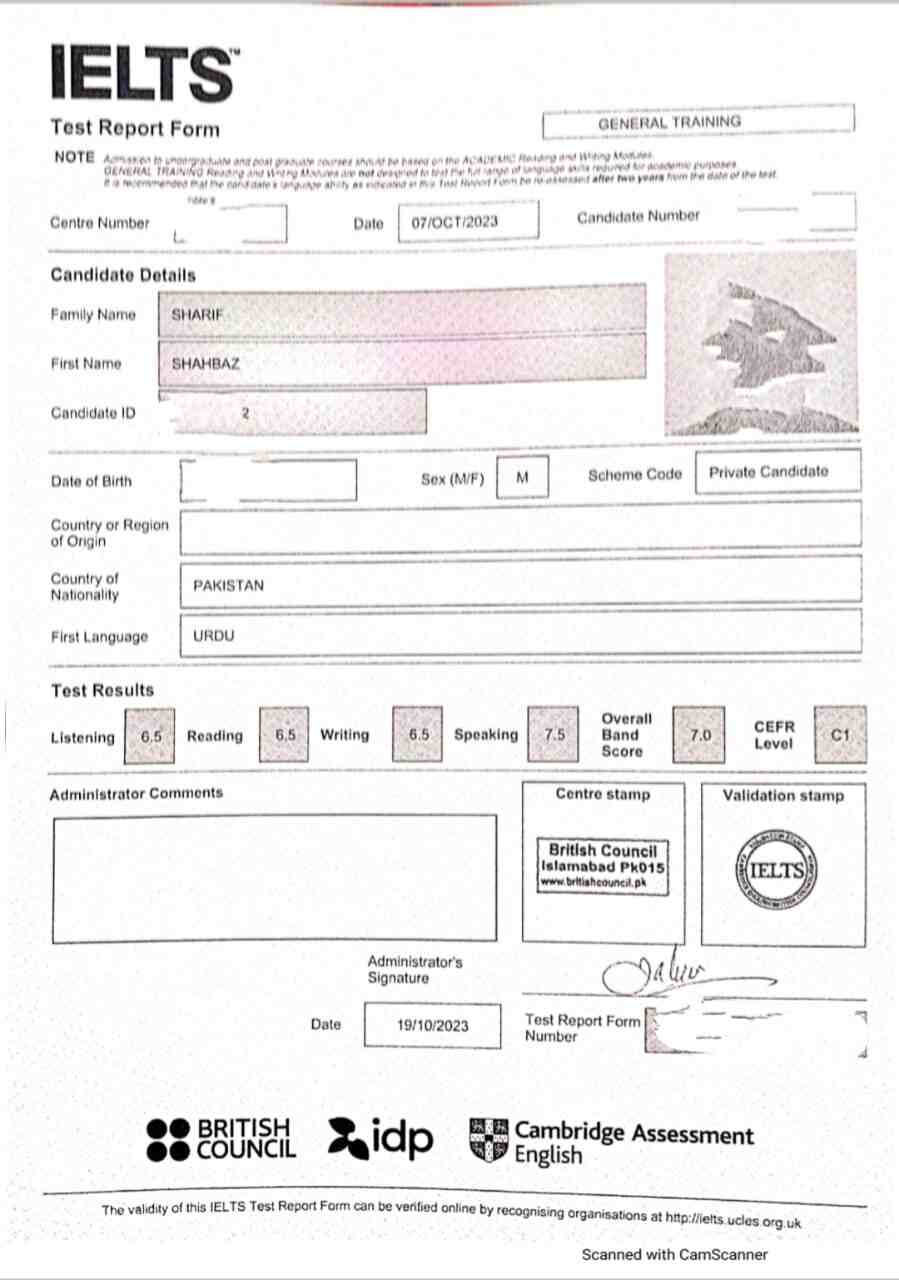 IELTS™
Test Report Form
GENERAL TRAINING
NOTE Admission to undergraduate and post graduate courses should be based on the ACADEMIC Reading and Writing Modules.
GENERAL TRAINING Reading and Writing Modules are not designed to test the full range of language skills required for academic purposes.
It is recommended that the candidate's language ability as indicated in this Test Report Form be re-assessed after two years from the date of the test.
Centre Number
Date 07/OCT/2023
Candidate Number
Candidate Details
Family Name SHARIF
First Name SHAHBAZ
Candidate ID 2
Date of Birth
Sex (M/F) M
Scheme Code Private Candidate
Country or Region
of Origin
Country of
Nationality
PAKISTAN
First Language URDU
Test Results
Listening 6.5 Reading 6.5 Writing 6.5 Speaking 7.5
Overall
Band
Score
7.0
CEFR
Level
C1
Administrator Comments
Centre stamp
British Council
Islamabad Pk015
www.britishcouncil.pk
Validation stamp
IELTS
Administrator's
Signature
Date 19/10/2023
Test Report Form
Number
BRITISH
COUNCIL
idp
Cambridge Assessment
English
The validity of this IELTS Test Report Form can be verified online by recognising organisations at http://ielts.ucles.org.uk
Scanned with CamScanner